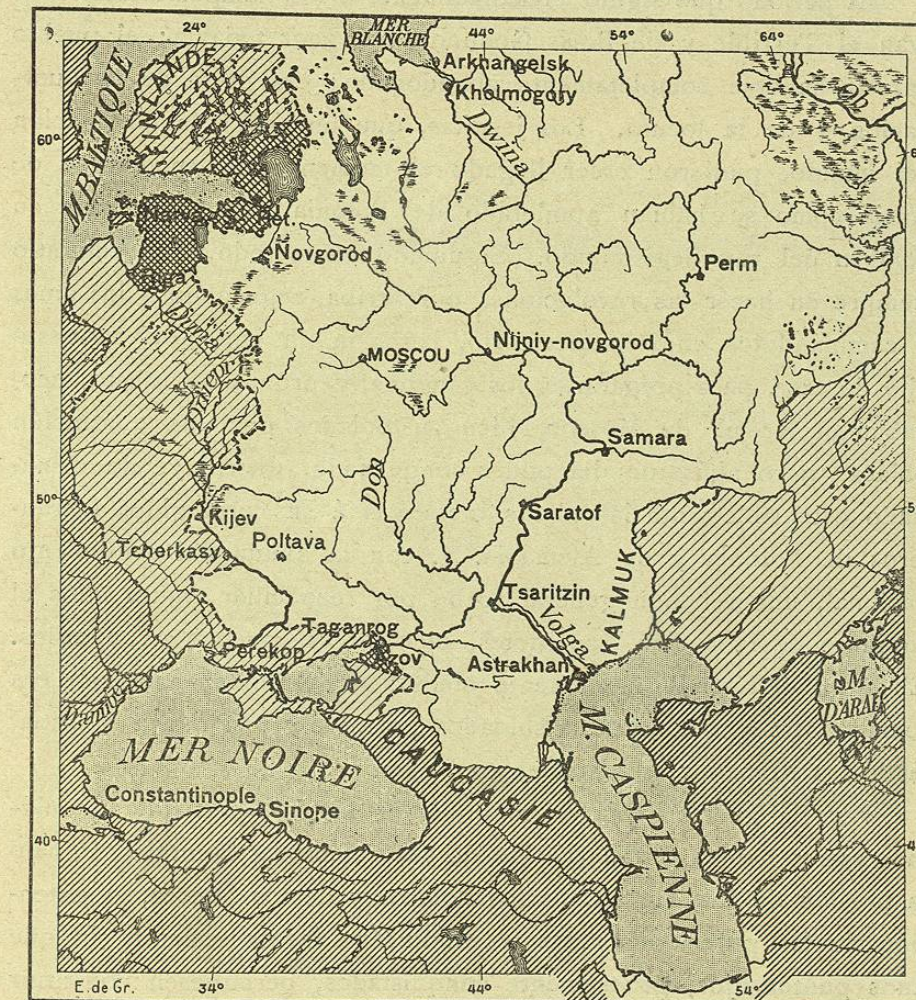 24°
44°
54°
64°
MER
BLANCHE
Arkhangelsk
Kholmogory
Ob
Dwina
FINLANDE
M BALTIQUE
60°
Novgorod
Perm
Riga
Duna
MOSCOU
Nijniy-novgorod
Dniepr
Samara
Don
50°
Kijev
Saratof
Tcherkasy
Poltava
KALMUK
Tsaritzin
Volga
Taganrog
Perekop
Astrakhan
M.
D'ARAL
MER NOIRE
CAUCASIE
M. CASPIENNE
Constantinople
Sinope
40°
E. de Gr.
34°
44°
54°